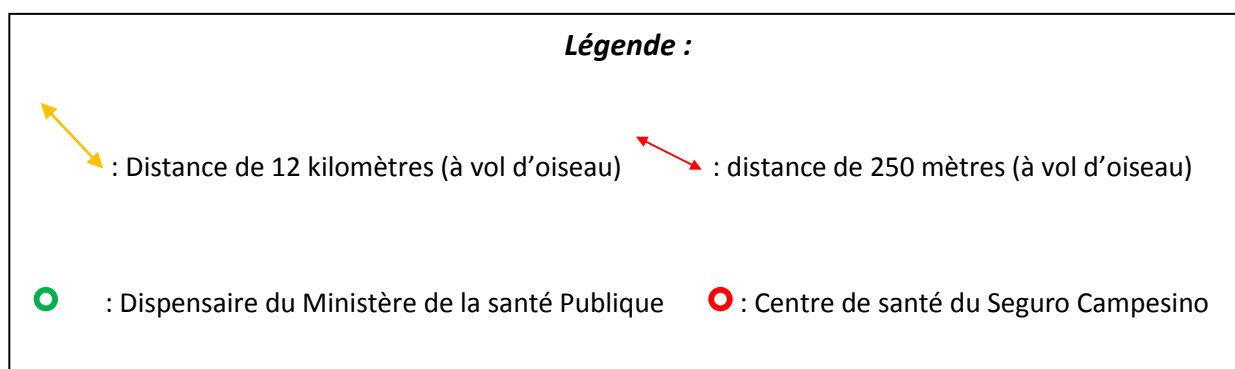 Légende :
: Distance de 12 kilomètres (à vol d’oiseau) : distance de 250 mètres (à vol d’oiseau)
: Dispensaire du Ministère de la santé Publique : Centre de santé du Seguro Campesino